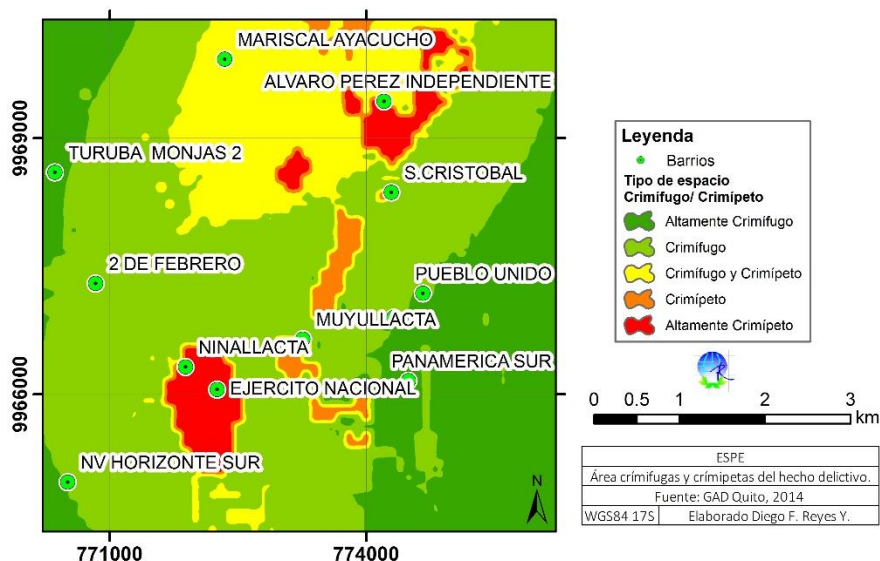 MARISCAL AYACUCHO
ALVARO PEREZ INDEPENDIENTE
9969000
TURUBA MONJAS 2
S.CRISTOBAL
2 DE FEBRERO
PUEBLO UNIDO
MUYULLACTA
NINALLACTA
PANAMERICA SUR
9966000
EJERCITO NACIONAL
NV HORIZONTE SUR
N
771000
774000
Leyenda
Barrios
Tipo de espacio
Crimífugo/ Crimípeto
Altamente Crimífugo
Crimífugo
Crimífugo y Crimípeto
Crimípeto
Altamente Crimípeto
0 0.5 1 2 3
km
ESPE
Área crímifugas y crímipetas del hecho delictivo.
Fuente: GAD Quito, 2014
WGS84 17S Elaborado Diego F. Reyes Y.